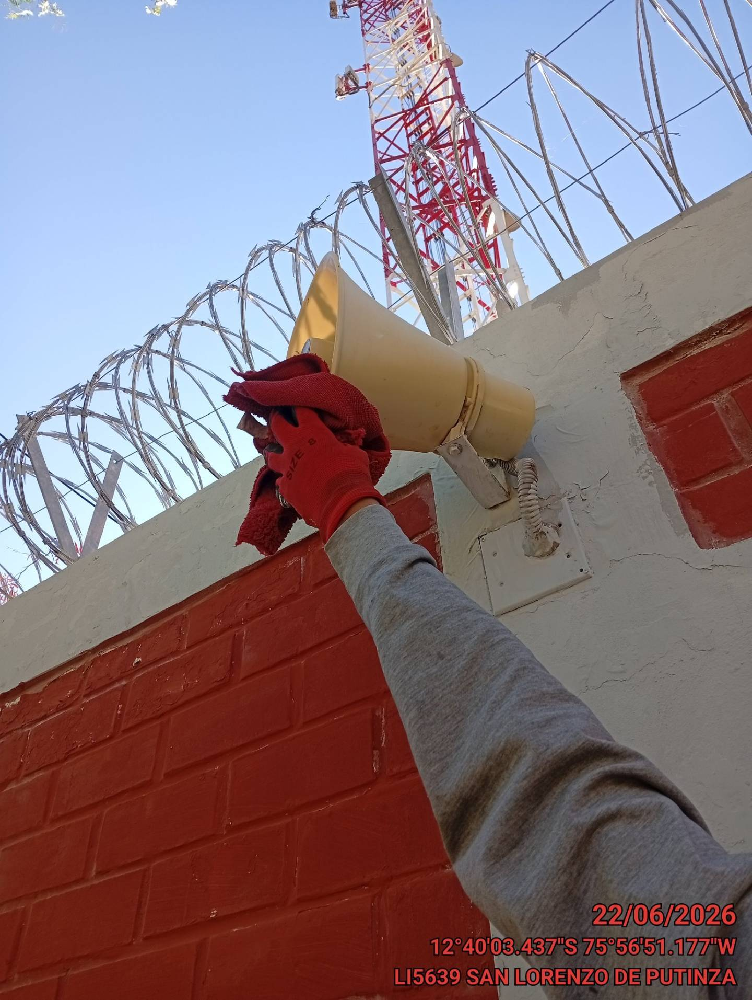 SIZE 8
22/06/2026
12°40'03.437"S 75°56'51.177"W
LI5639 SAN LORENZO DE PUTINZA